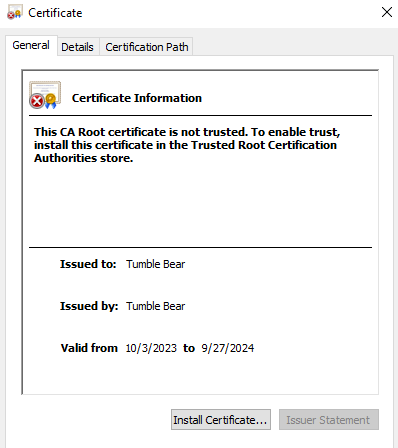 Certificate
General Details Certification Path
Certificate Information
This CA Root certificate is not trusted. To enable trust,
install this certificate in the Trusted Root Certification
Authorities store.
Issued to: Tumble Bear
Issued by: Tumble Bear
Valid from 10/3/2023 to 9/27/2024
Install Certificate... Issuer Statement